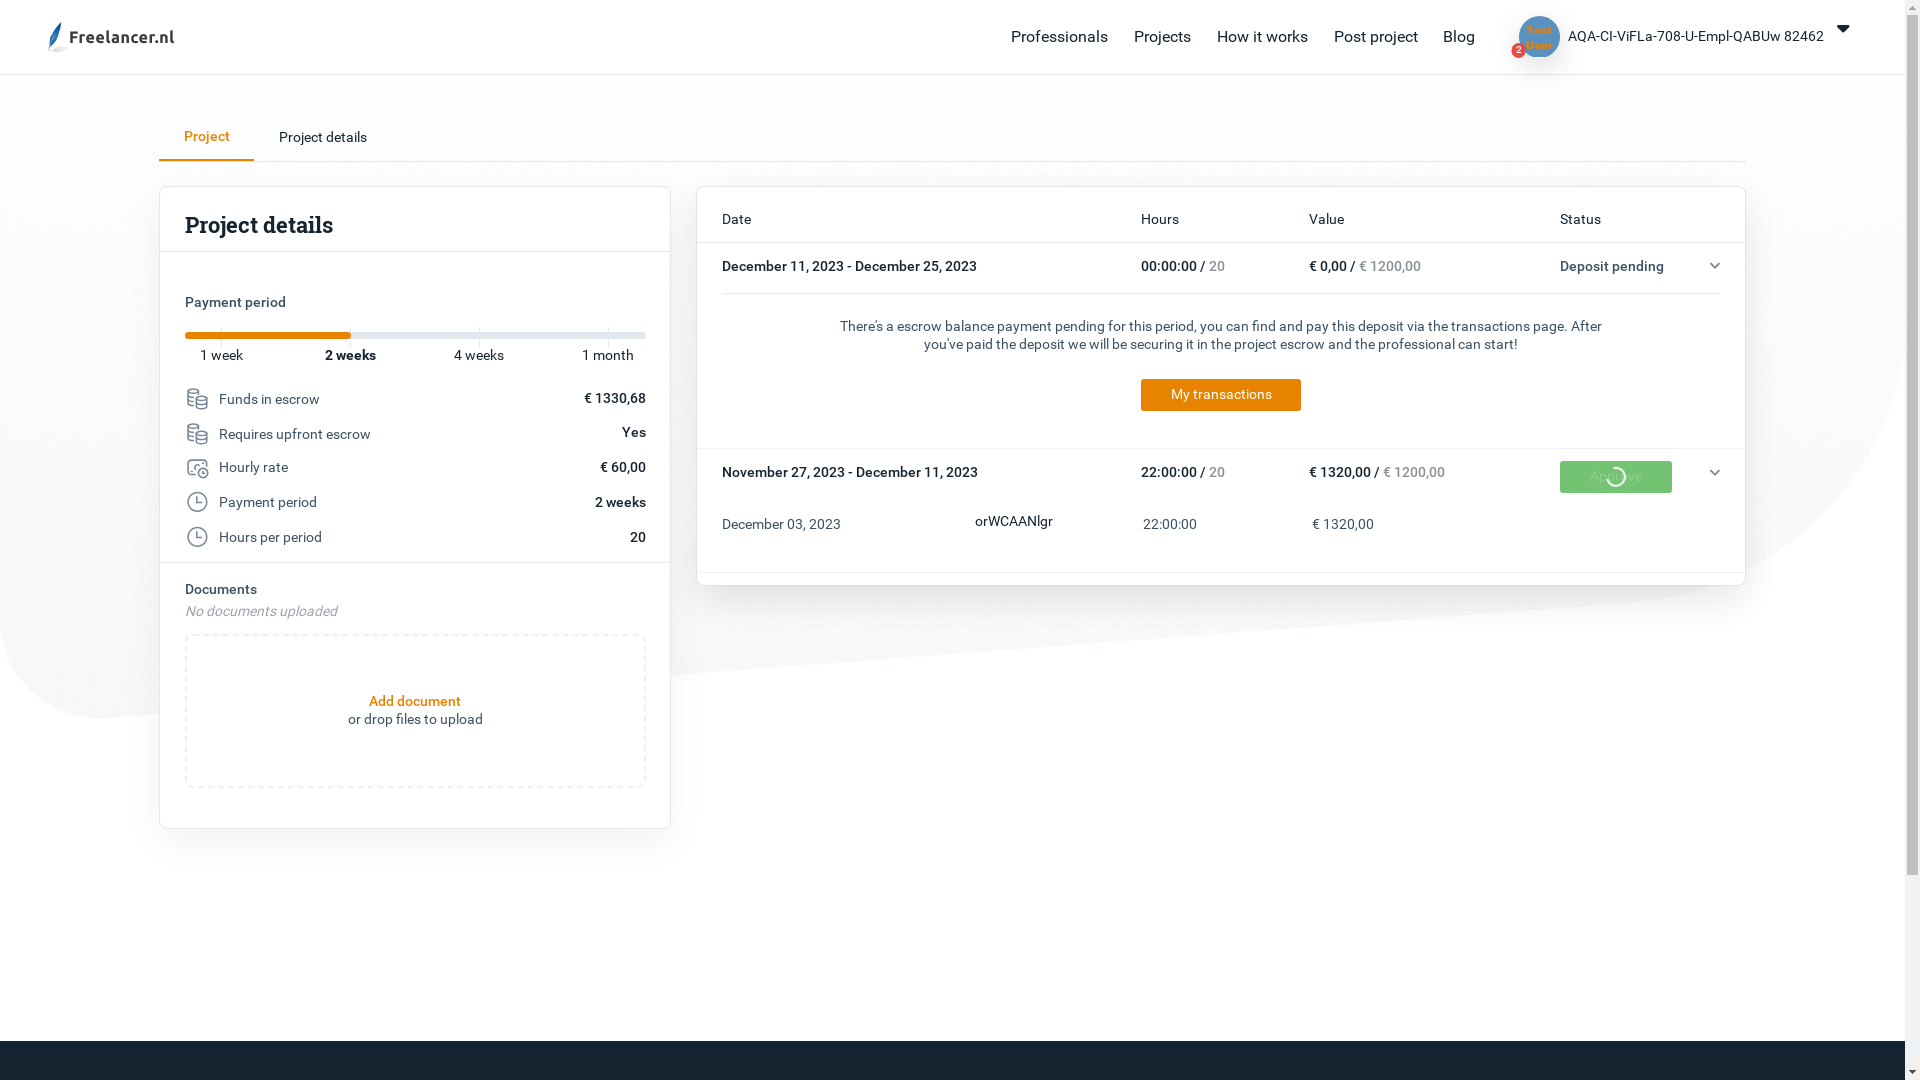 Freelancer.nl
Professionals Projects How it works Post project Blog
Test User
2
AQA-CI-ViFLa-708-U-Empl-QABUw 82462
Project Project details
Project details
Payment period
1 week 2 weeks 4 weeks 1 month
Funds in escrow € 1330,68
Requires upfront escrow Yes
Hourly rate € 60,00
Payment period 2 weeks
Hours per period 20
Documents
No documents uploaded
Add document
or drop files to upload
Date Hours Value Status
December 11, 2023 - December 25, 2023 00:00:00 / 20 € 0,00 / € 1200,00 Deposit pending
There's a escrow balance payment pending for this period, you can find and pay this deposit via the transactions page. After
you've paid the deposit we will be securing it in the project escrow and the professional can start!
My transactions
November 27, 2023 - December 11, 2023 22:00:00 / 20 € 1320,00 / € 1200,00 Approve
December 03, 2023 orWCAANlgr 22:00:00 € 1320,00